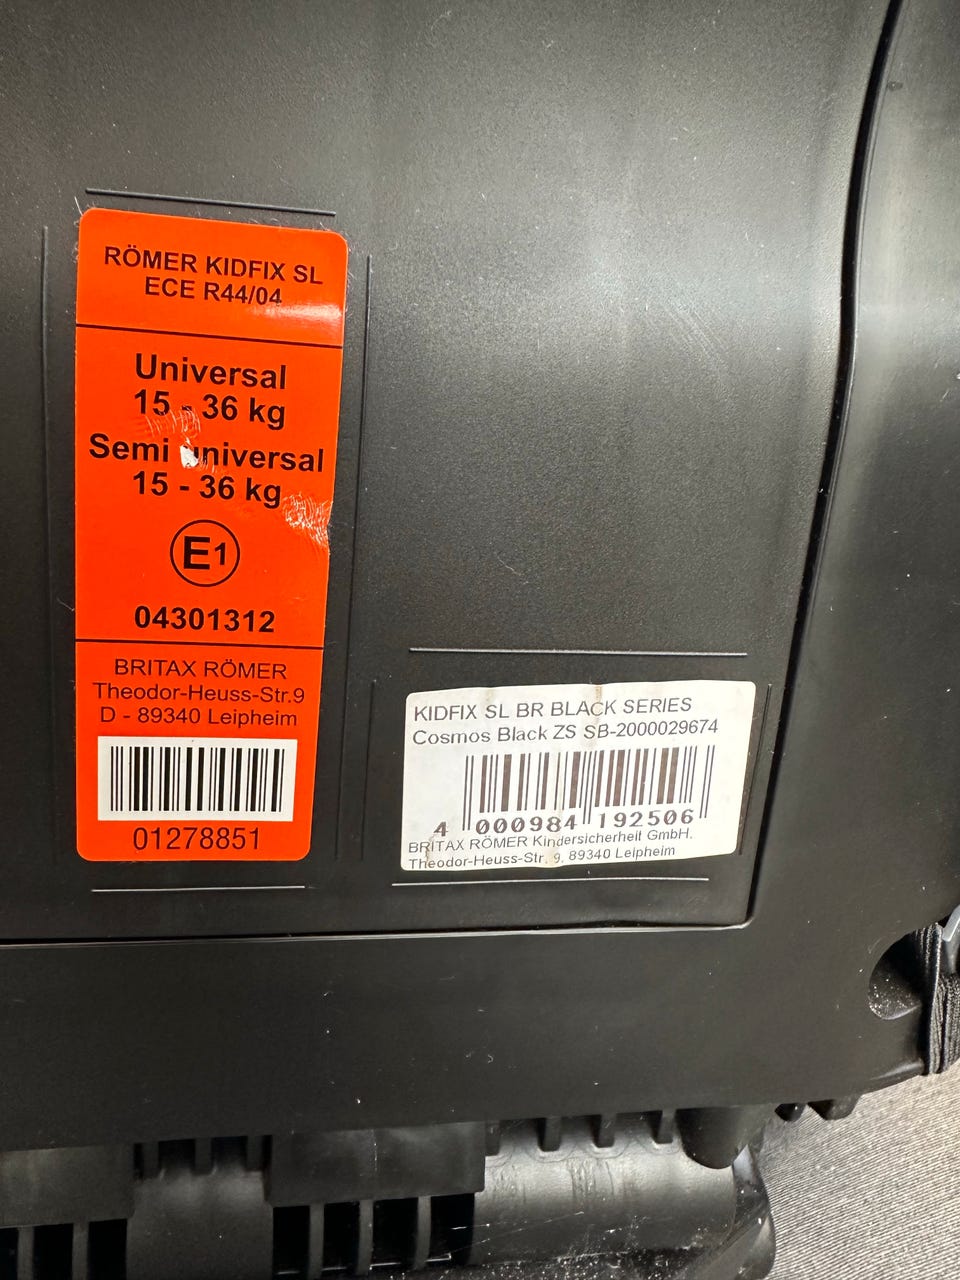 RÖMER KIDFIX SL
ECE R44/04
Universal
15 - 36 kg
Semi universal
15 - 36 kg
E1
04301312
BRITAX RÖMER
Theodor-Heuss-Str.9
D - 89340 Leipheim
01278851
KIDFIX SL BR BLACK SERIES
Cosmos Black ZS SB-2000029674
4 000984 192506
BRITAX RÖMER Kindersicherheit GmbH.
Theodor-Heuss-Str. 9, 89340 Leipheim